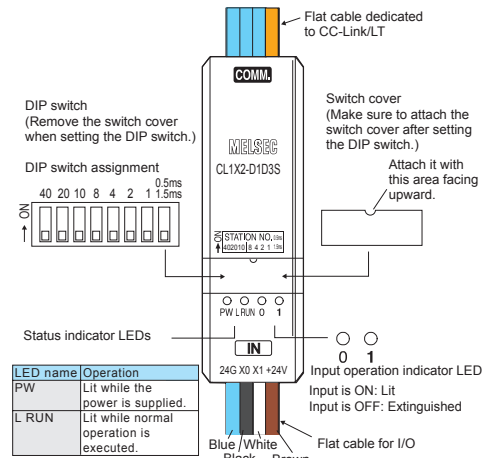 Flat cable dedicated
to CC-Link/LT
COMM.
DIP switch
(Remove the switch cover
when setting the DIP switch.)
Switch cover
(Make sure to attach the
switch cover after setting
the DIP switch.)
MELSEC
CL1X2-D1D3S
DIP switch assignment
Attach it with
this area facing
upward.
0.5ms
40 20 10 8 4 2 1 1.5ms
ON
ON
STATION NO. 0.5ms
402010 8 4 2 1 1.5ms
PW L RUN 0 1
Status indicator LEDs
0 1
IN
Input operation indicator LED
24G X0 X1 +24V
Input is ON: Lit
Input is OFF: Extinguished
LED name Operation
PW Lit while the
power is supplied.
L RUN Lit while normal
operation is
executed.
Blue White
Black Brown
Flat cable for I/O